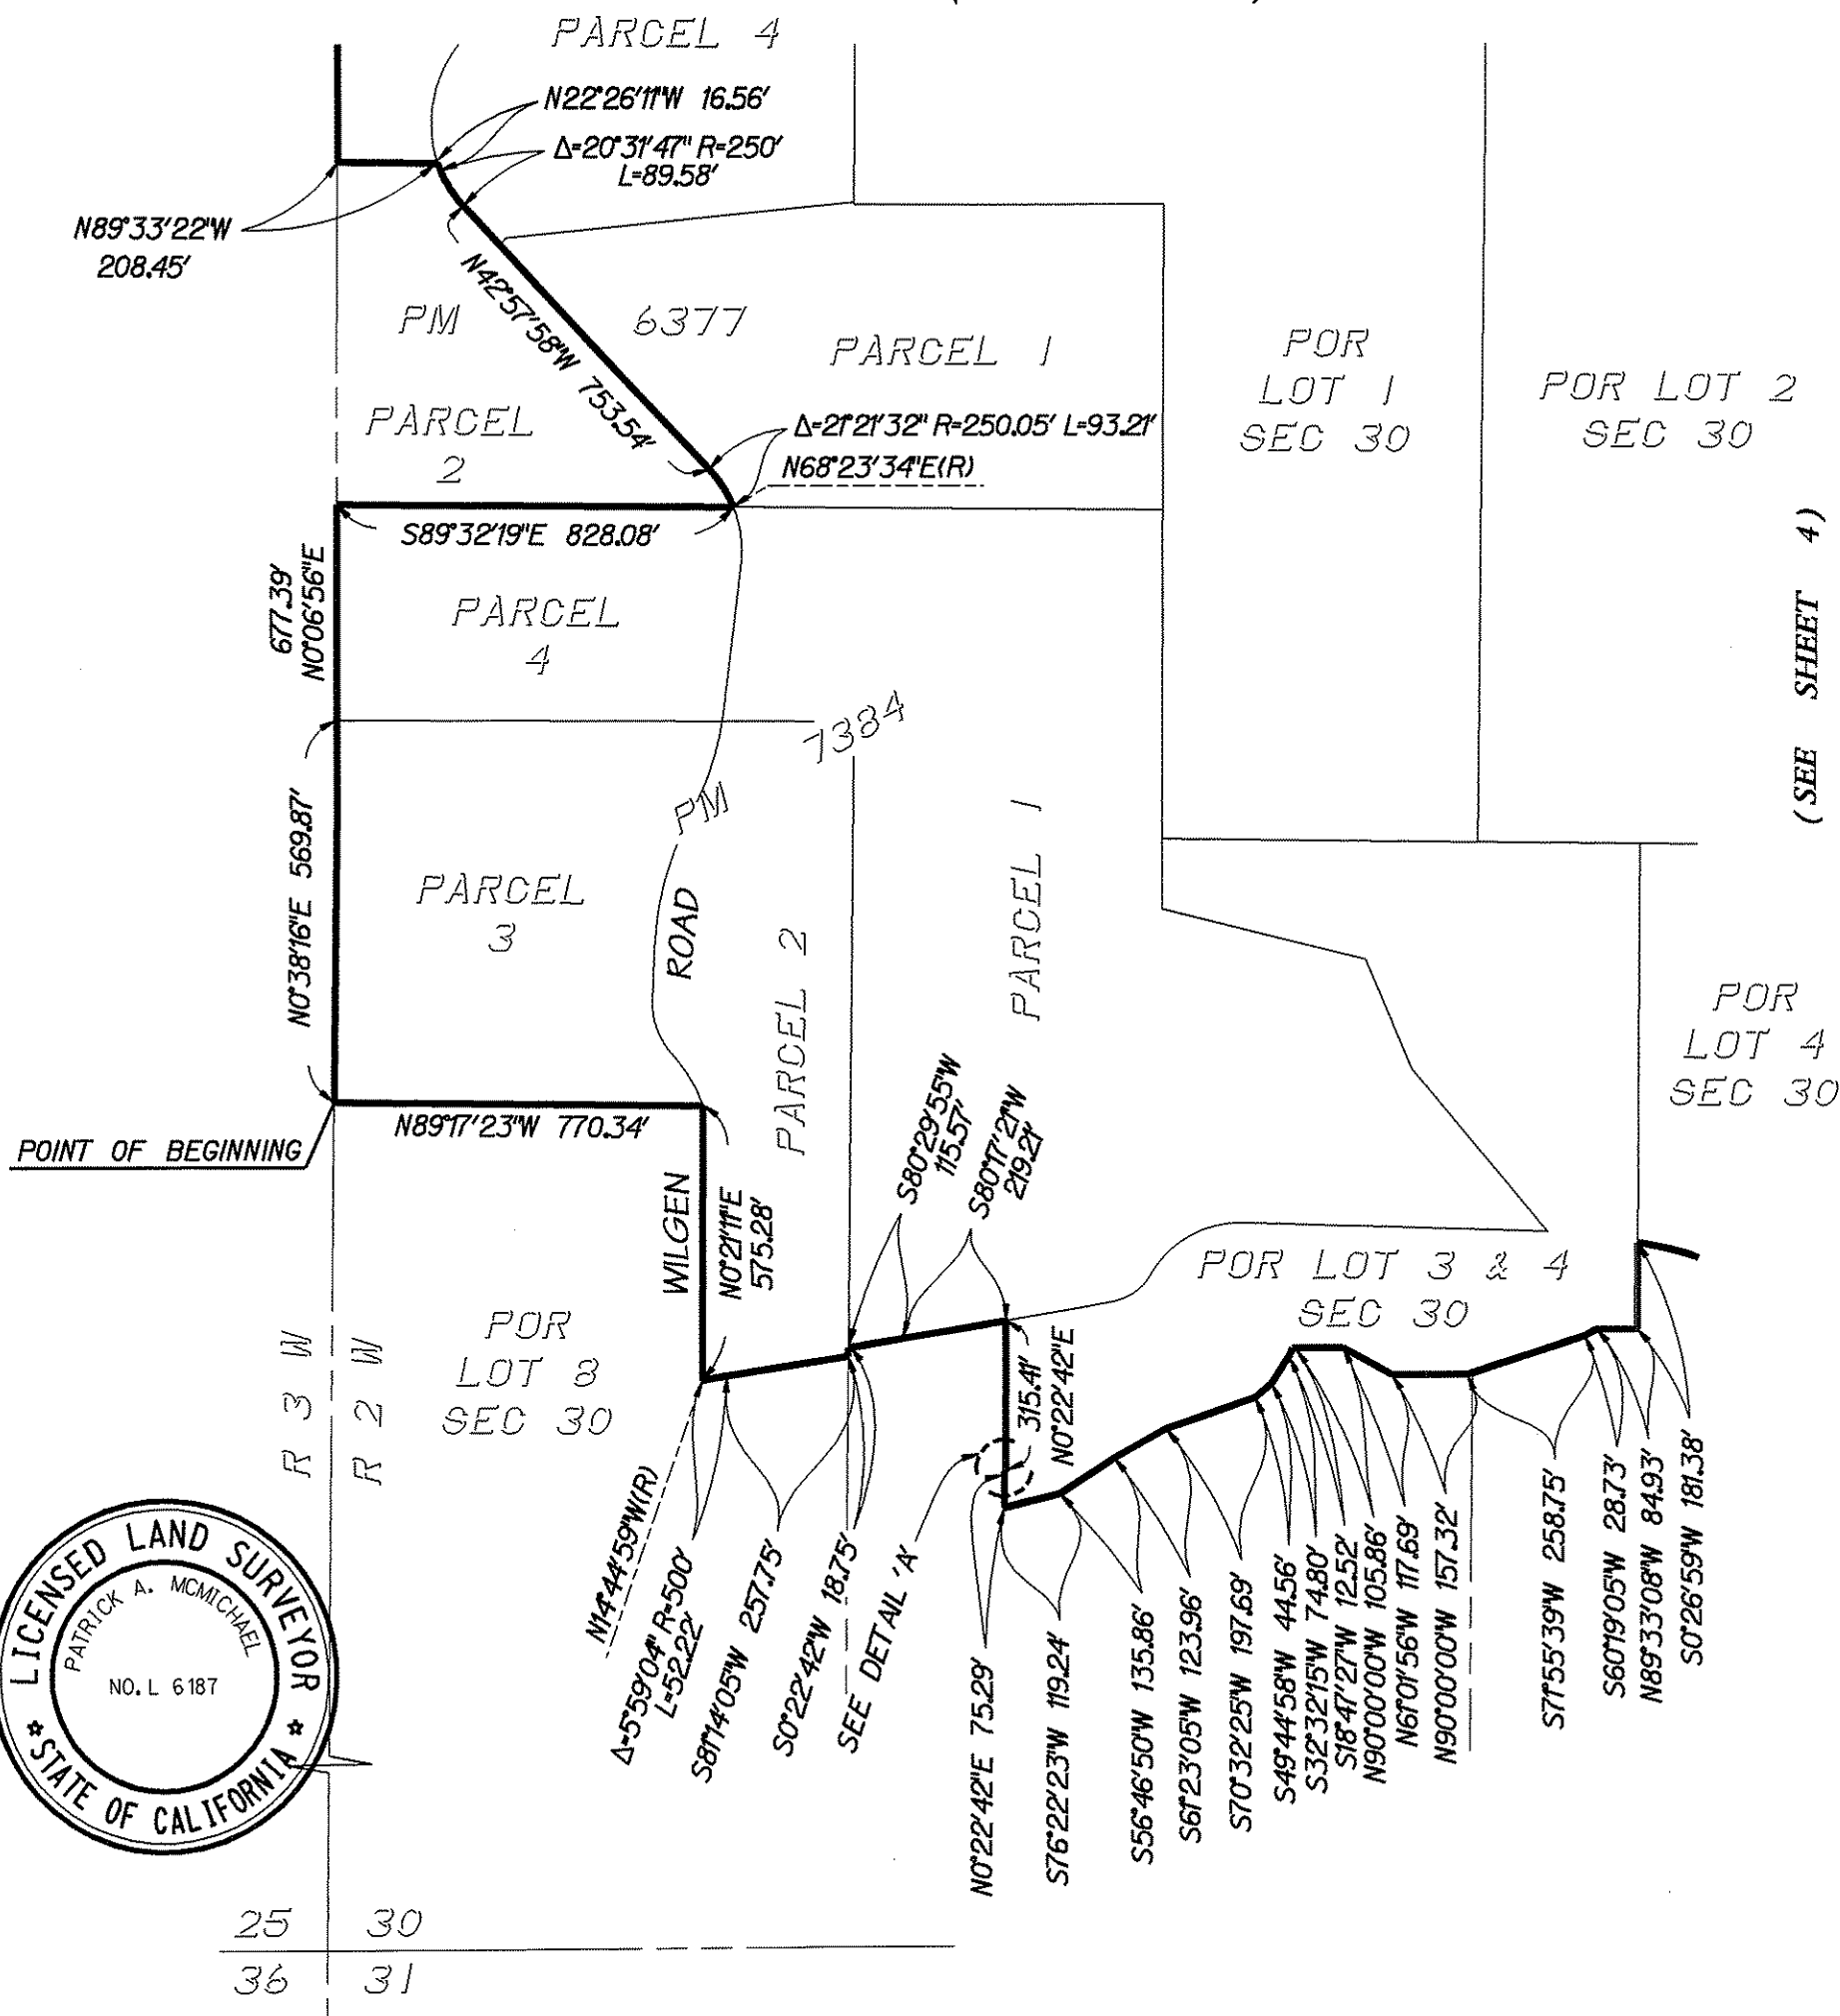 PARCEL 4
N22°26'11"W 16.56'
Δ=20°31'47" R=250'
L=89.58'
N89°33'22"W
208.45'
N42°57'58"W 753.54'
PM 6377
PARCEL 1
POR
LOT 1
SEC 30
POR LOT 2
SEC 30
PARCEL
2
Δ=21°21'32" R=250.05' L=93.21'
N68°23'34"E(R)
S89°32'19"E 828.08'
677.39'
N0°06'56"E
PARCEL
4
(SEE SHEET 4)
PM 7384
N0°38'16"E 569.87'
PARCEL
3
ROAD
PARCEL 2
PARCEL 1
POR
LOT 4
SEC 30
N89°17'23"W 770.34'
POINT OF BEGINNING
WILGEN
N0°21'11"E
575.28'
S80°29'55"W
115.57'
S80°17'21"W
219.21'
POR LOT 3 & 4
SEC 30
R 3 W
R 2 W
POR
LOT 8
SEC 30
315.41'
N0°22'42"E
N14°44'59"W(R)
Δ=5°59'04" R=500'
L=52.22'
S81°14'05"W 257.75'
S0°22'42"W 18.75'
SEE DETAIL 'A'
N0°22'42"E 75.29'
S76°22'23"W 119.24'
S56°46'50"W 135.86'
S61°23'05"W 123.96'
S70°32'25"W 197.69'
S49°44'58"W 44.56'
S32°32'15"W 74.80'
S18°47'27"W 12.52'
N90°00'00"W 105.86'
N61°01'56"W 117.69'
N90°00'00"W 157.32'
S71°55'39"W 258.75'
S60°19'05"W 28.73'
N89°33'08"W 84.93'
S0°26'59"W 181.38'
LICENSED LAND SURVEYOR
PATRICK A. MCMICHAEL
NO. L 6187
STATE OF CALIFORNIA
25 30
36 31